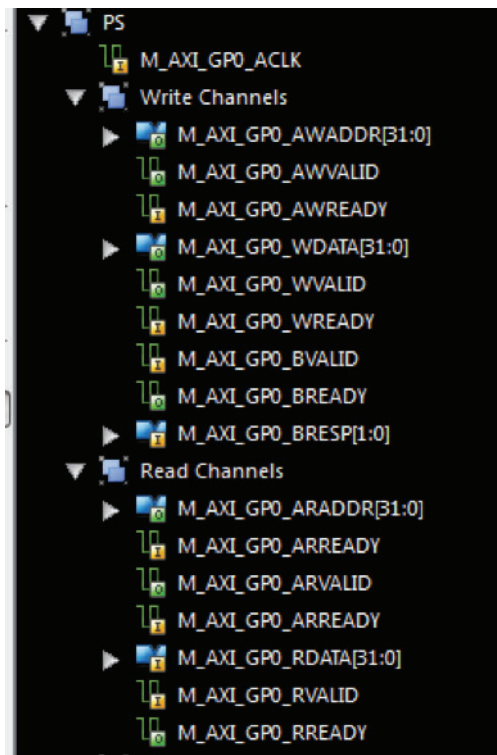 PS
M_AXI_GP0_ACLK
Write Channels
M_AXI_GP0_AWADDR[31:0]
M_AXI_GP0_AWVALID
M_AXI_GP0_AWREADY
M_AXI_GP0_WDATA[31:0]
M_AXI_GP0_WVALID
M_AXI_GP0_WREADY
M_AXI_GP0_BVALID
M_AXI_GP0_BREADY
M_AXI_GP0_BRESP[1:0]
Read Channels
M_AXI_GP0_ARADDR[31:0]
M_AXI_GP0_ARREADY
M_AXI_GP0_ARVALID
M_AXI_GP0_ARREADY
M_AXI_GP0_RDATA[31:0]
M_AXI_GP0_RVALID
M_AXI_GP0_RREADY